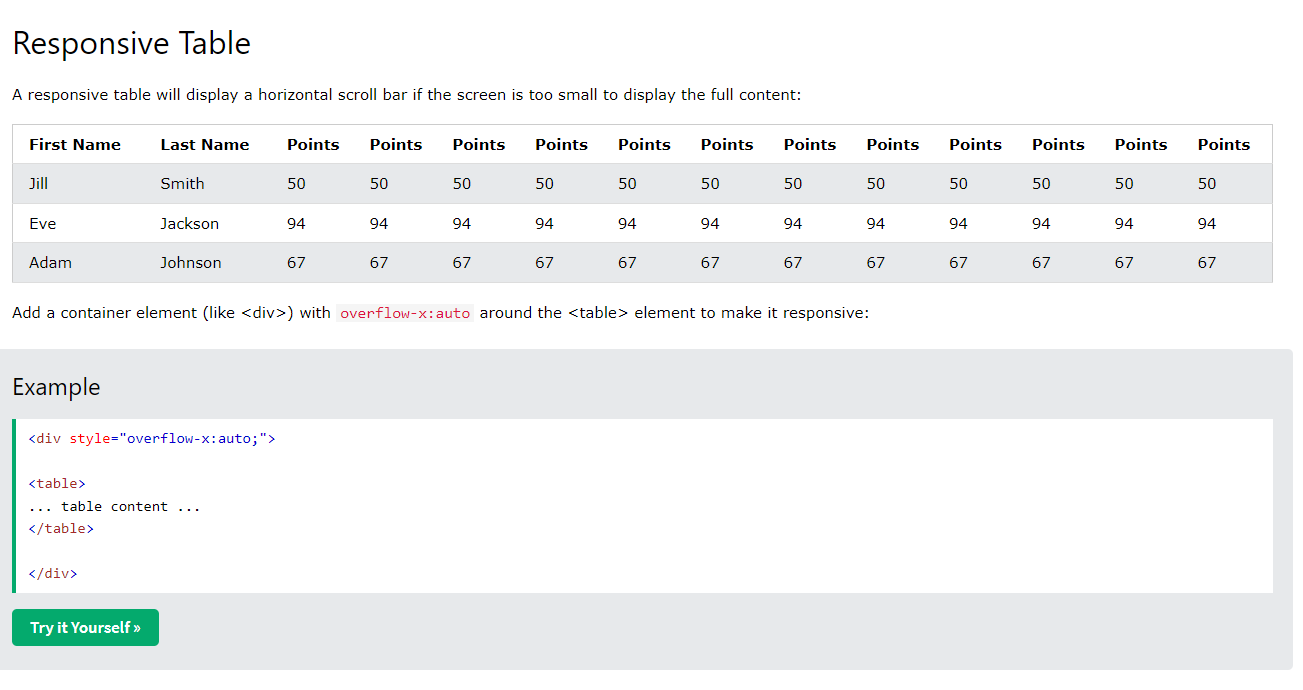 Responsive Table
A responsive table will display a horizontal scroll bar if the screen is too small to display the full content:
First Name Last Name Points Points Points Points Points Points Points Points Points Points Points Points
Jill Smith 50 50 50 50 50 50 50 50 50 50 50 50
Eve Jackson 94 94 94 94 94 94 94 94 94 94 94 94
Adam Johnson 67 67 67 67 67 67 67 67 67 67 67 67
Add a container element (like <div>) with overflow-x:auto around the <table> element to make it responsive:
Example
<div style="overflow-x:auto;">
<table>
... table content ...
</table>
</div>
Try it Yourself »